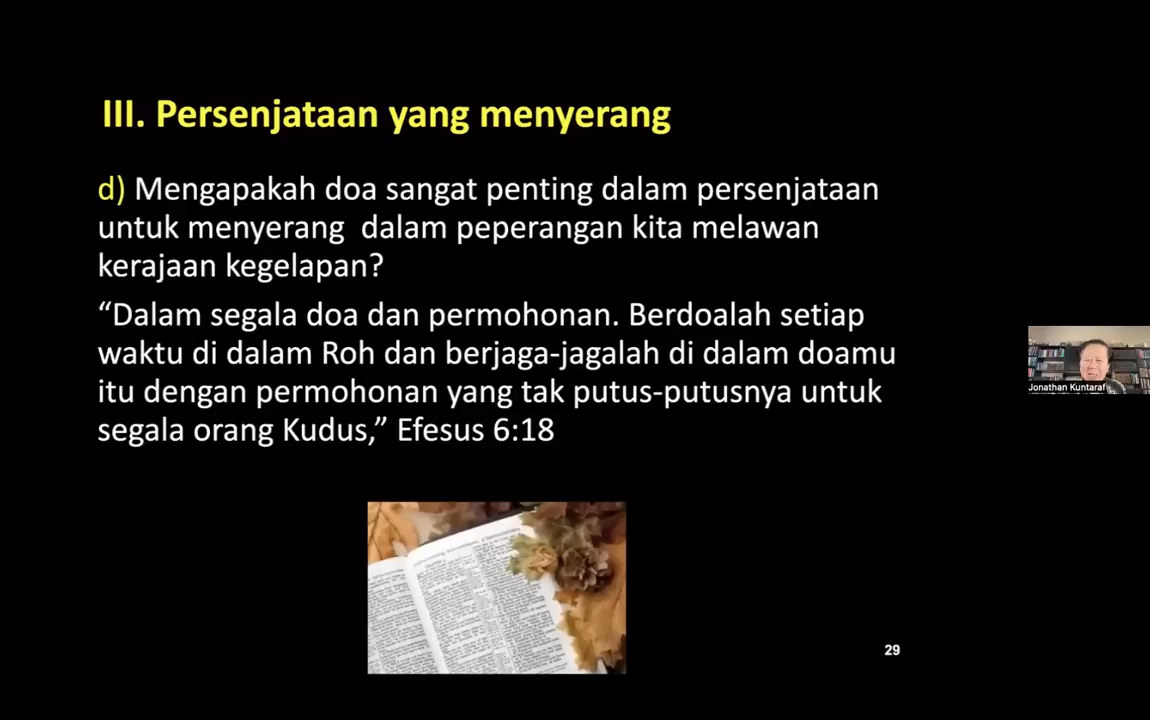 III. Persenjataan yang menyerang
d) Mengapakah doa sangat penting dalam persenjataan
untuk menyerang  dalam peperangan kita melawan
kerajaan kegelapan?
“Dalam segala doa dan permohonan. Berdoalah setiap
waktu di dalam Roh dan berjaga-jagalah di dalam doamu
itu dengan permohonan yang tak putus-putusnya untuk
segala orang Kudus,” Efesus 6:18
Jonathan Kuntaraf
29